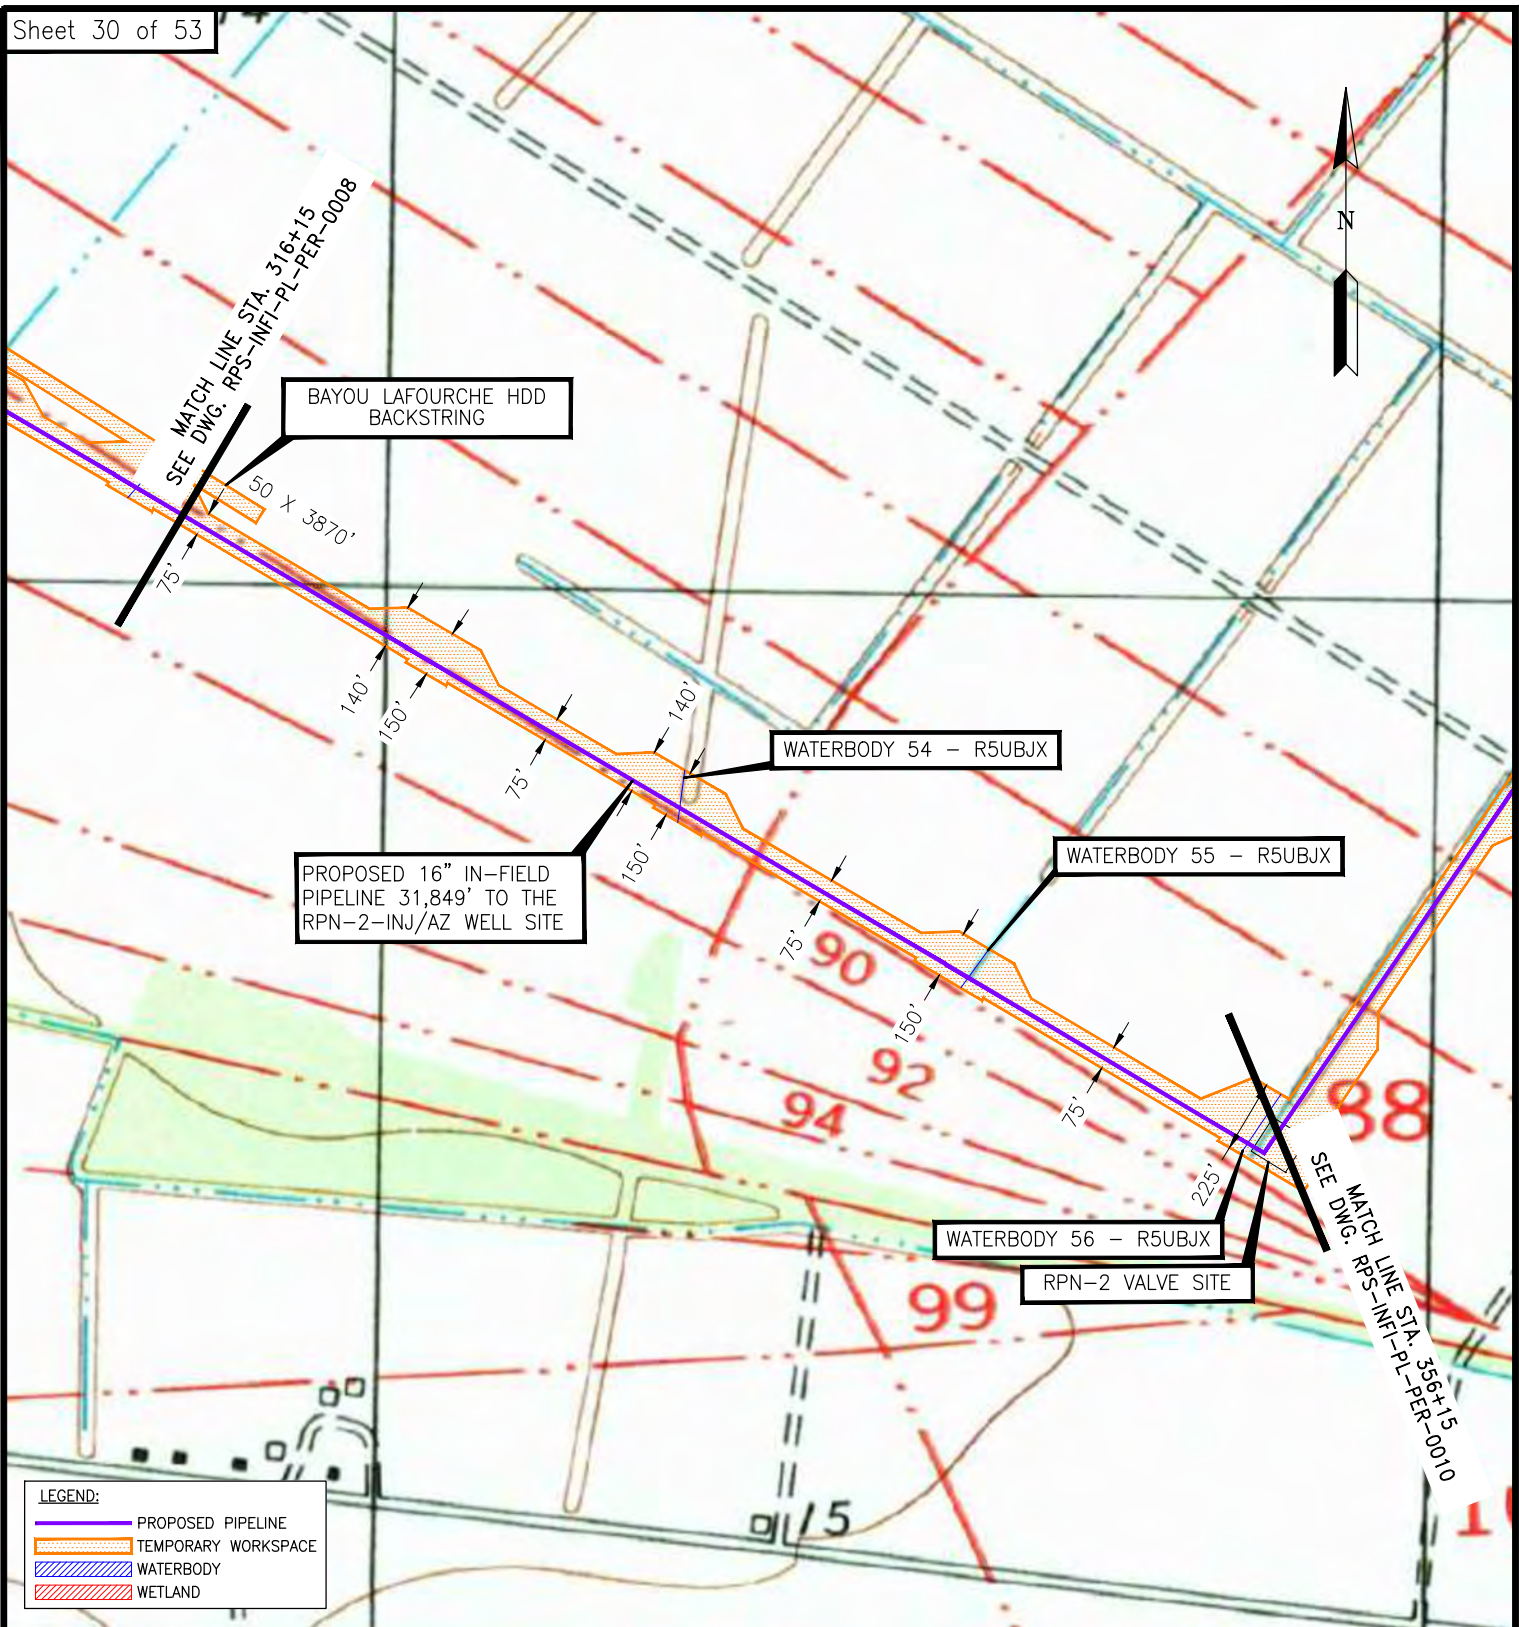 Sheet 30 of 53
MATCH LINE STA. 316+15
SEE DWG. RPS-INFI-PL-PER-0008
N
BAYOU LAFOURCHE HDD
BACKSTRING
50 X 3870'
75'
140'
150'
75'
140'
WATERBODY 54 - R5UBJX
150'
PROPOSED 16" IN-FIELD
PIPELINE 31,849' TO THE
RPN-2-INJ/AZ WELL SITE
WATERBODY 55 - R5UBJX
75'
90
150'
92
94
75'
88
225'
WATERBODY 56 - R5UBJX
RPN-2 VALVE SITE
MATCH LINE STA. 356+15
SEE DWG. RPS-INFI-PL-PER-0010
99
15
LEGEND:
PROPOSED PIPELINE
TEMPORARY WORKSPACE
WATERBODY
WETLAND